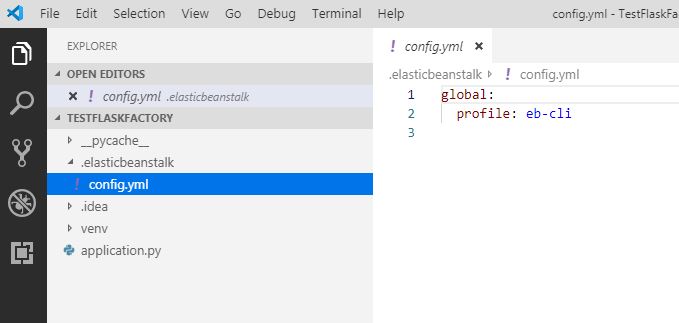 File Edit Selection View Go Debug Terminal Help config.yml - TestFlaskFa
EXPLORER
OPEN EDITORS
config.yml .elasticbeanstalk
TESTFLASKFACTORY
__pycache__
.elasticbeanstalk
config.yml
.idea
venv
application.py
config.yml
.elasticbeanstalk config.yml
1 global:
2 profile: eb-cli
3